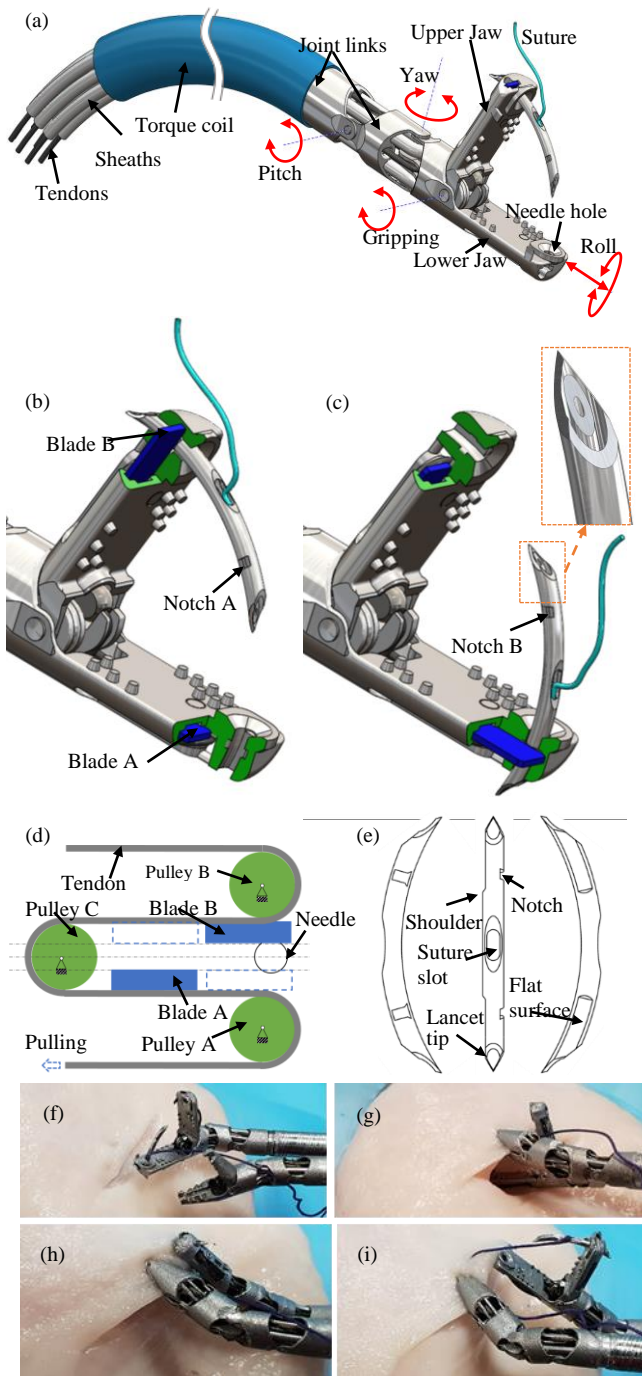 (a)
Joint links
Upper Jaw
Suture
Yaw
Torque coil
Sheaths
Tendons
Pitch
Gripping
Needle hole
Lower Jaw
Roll
(b)
Blade B
Notch A
Blade A
(c)
Notch B
(d)
Tendon
Pulley B
Pulley C
Blade B
Needle
Blade A
Pulley A
Pulling
(e)
Shoulder
Notch
Suture
slot
Flat
surface
Lancet
tip
(f)
(g)
(h)
(i)